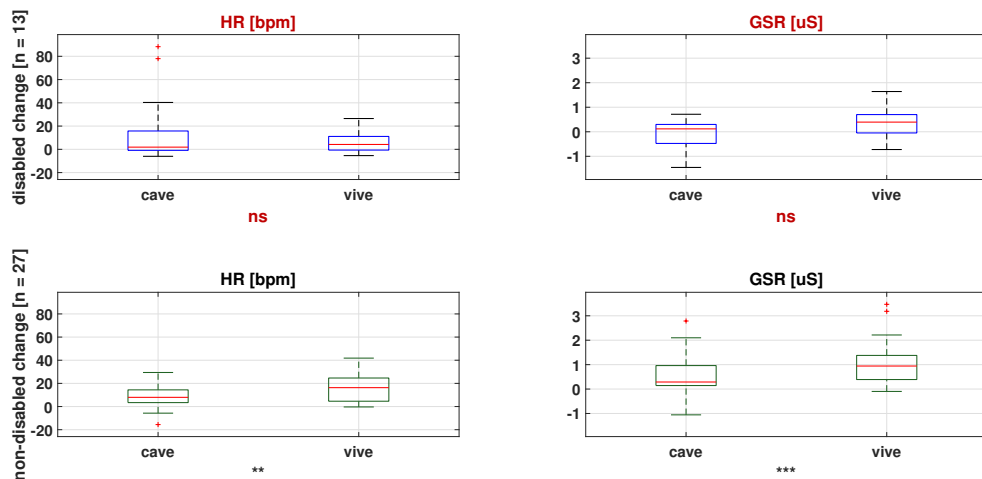 HR [bpm]
disabled change [n = 13]
80
60
40
20
0
-20
cave
vive
ns
GSR [uS]
3
2
1
0
-1
cave
vive
ns
HR [bpm]
non-disabled change [n = 27]
80
60
40
20
0
-20
cave
vive
**
GSR [uS]
3
2
1
0
-1
cave
vive
***